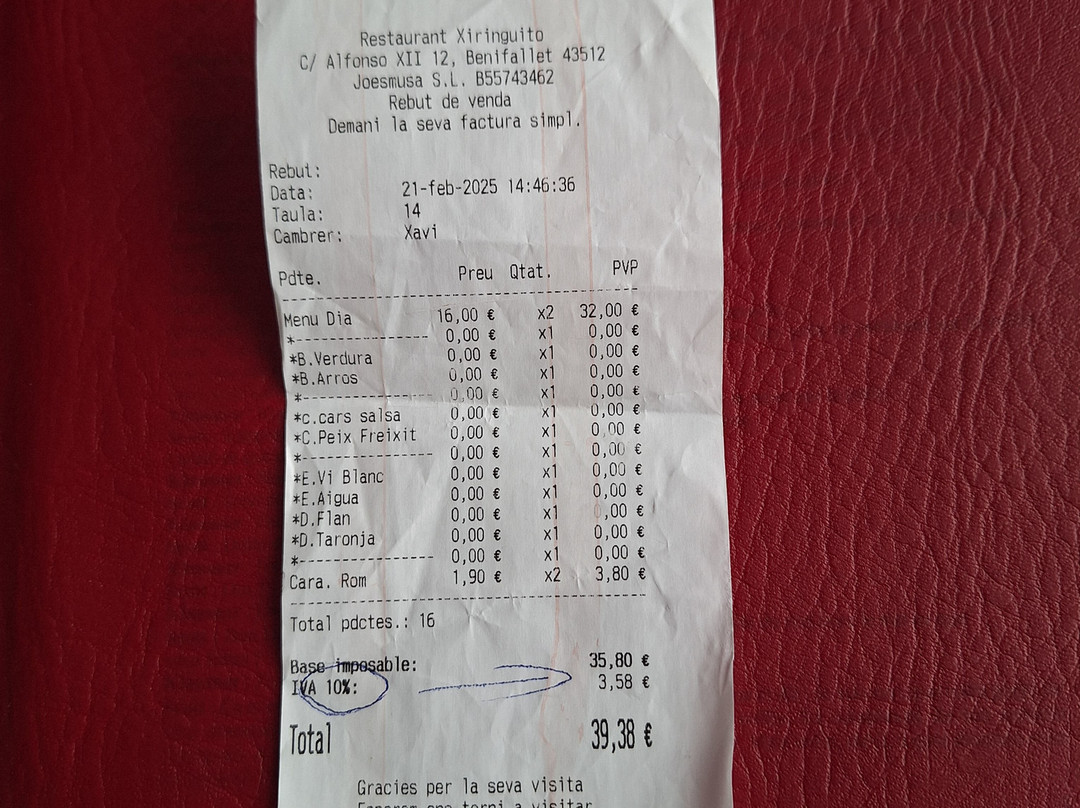 Restaurant Xiringuito
C/ Alfonso XII 12, Benifallet 43512
Joesmusa S.L. B55743462
Rebut de venda
Demani la seva factura simpl.
Rebut:
Data: 21-feb-2025 14:46:36
Taula: 14
Cambrer: Xavi
Pdte. Preu Qtat. PVP
Menu Dia 16,00 € x2 32,00 €
*---------------- 0,00 € x1 0,00 €
*B.Verdura 0,00 € x1 0,00 €
*B.Arros 0,00 € x1 0,00 €
*---------------- 0,00 € x1 0,00 €
*c.cars salsa 0,00 € x1 0,00 €
*C.Peix Freixit 0,00 € x1 0,00 €
*---------------- 0,00 € x1 0,00 €
*E.Vi Blanc 0,00 € x1 0,00 €
*E.Aigua 0,00 € x1 0,00 €
*D.Flan 0,00 € x1 ,00 €
*D.Taronja 0,00 € x1 0,00 €
*---------------- 0,00 € x1 0,00 €
Cara. Rom 1,90 € x2 3,80 €
Total pdctes.: 16
Base imposable: 35,80 €
IVA 10%: 3,58 €
Total 39,38 €
Gracies per la seva visita
torni a visitar